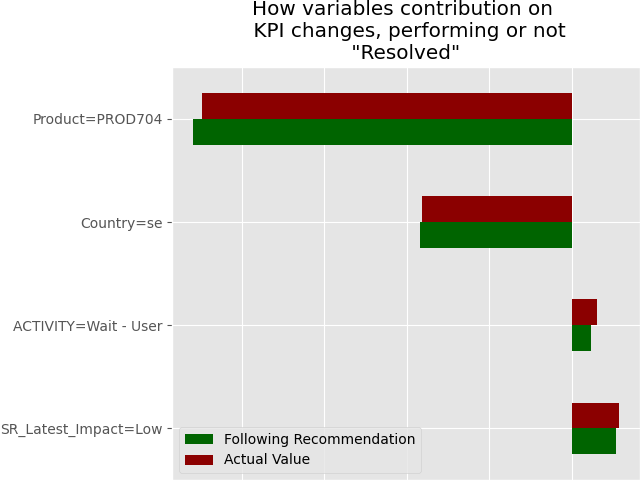 How variables contribution on
KPI changes, performing or not
"Resolved"
Product=PROD704
Country=se
ACTIVITY=Wait - User
SR_Latest_Impact=Low
Following Recommendation
Actual Value